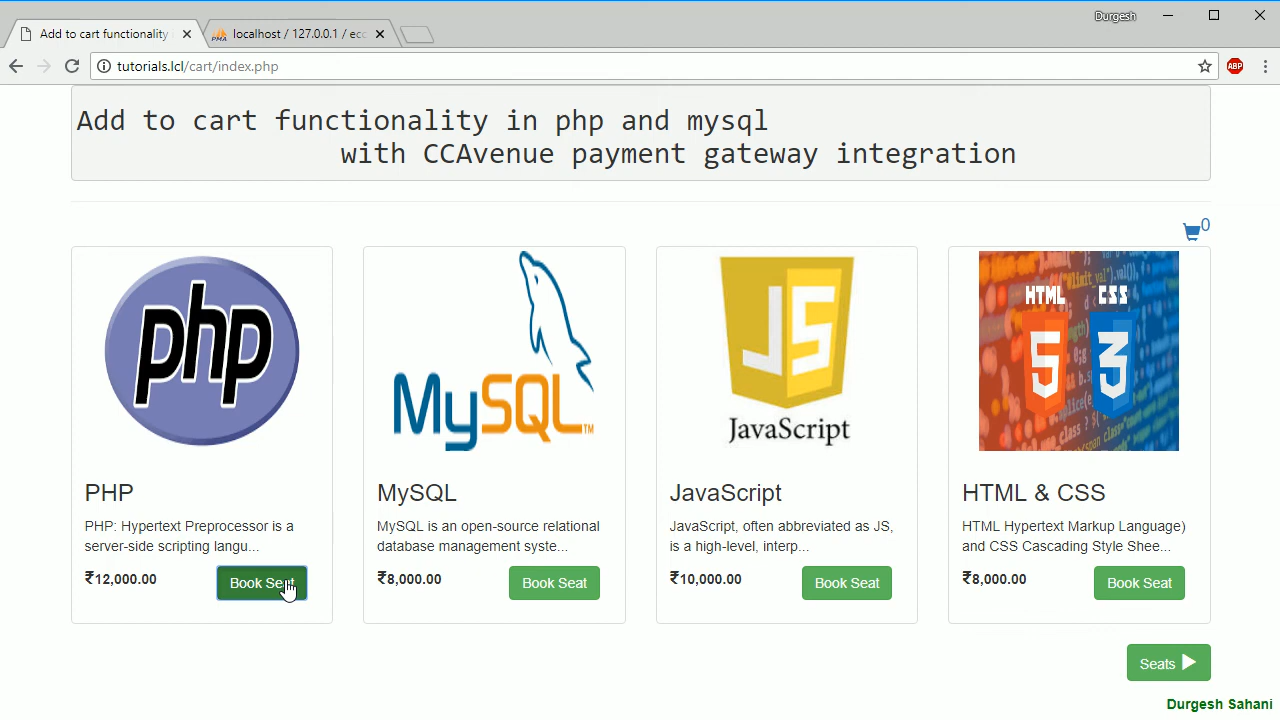 Durgesh
Add to cart functionality
localhost / 127.0.0.1 / ecc
tutorials.lcl/cart/index.php
ABP
Add to cart functionality in php and mysql
with CCAvenue payment gateway integration
0
php
MySQL™
JS
JavaScript
HTML CSS
5 3
PHP
PHP: Hypertext Preprocessor is a
server-side scripting langu...
₹12,000.00
Book Seat
MySQL
MySQL is an open-source relational
database management syste...
₹8,000.00
Book Seat
JavaScript
JavaScript, often abbreviated as JS,
is a high-level, interp...
₹10,000.00
Book Seat
HTML & CSS
HTML Hypertext Markup Language)
and CSS Cascading Style Shee...
₹8,000.00
Book Seat
Seats
Durgesh Sahani